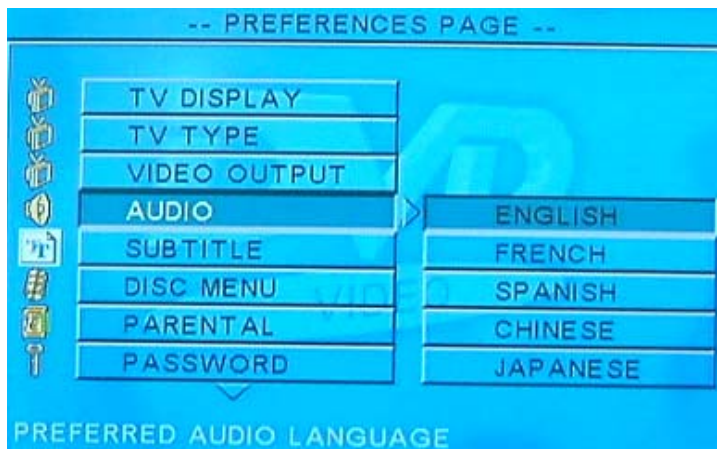 -- PREFERENCES PAGE --
TV DISPLAY
TV TYPE
VIDEO OUTPUT
AUDIO
SUBTITLE
DISC MENU
PARENTAL
PASSWORD
ENGLISH
FRENCH
SPANISH
CHINESE
JAPANESE
VIDEO
PREFERRED AUDIO LANGUAGE